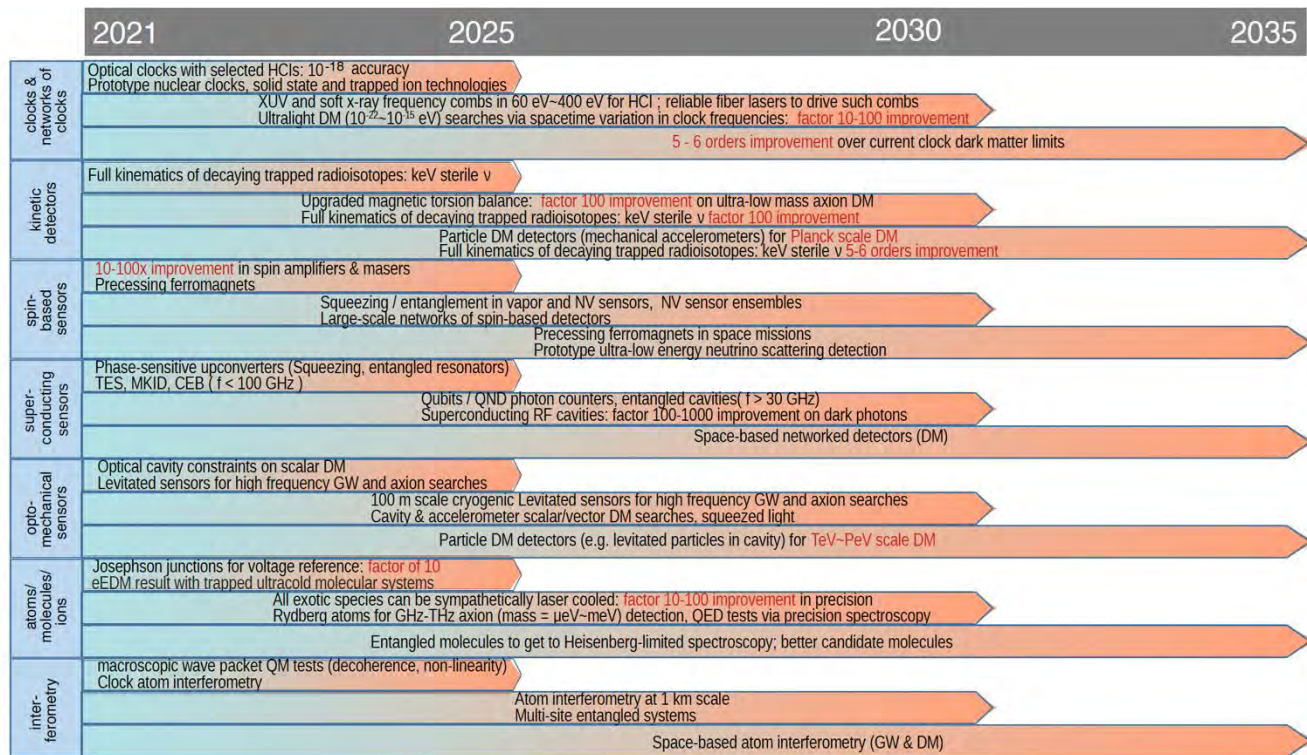 2021 2025 2030 2035
clocks &
networks of
clocks
Optical clocks with selected HCIs: 10⁻¹⁸ accuracy
Prototype nuclear clocks, solid state and trapped ion technologies
XUV and soft x-ray frequency combs in 60 eV~400 eV for HCI ; reliable fiber lasers to drive such combs
Ultralight DM (10⁻²²~10⁻¹⁵ eV) searches via spacetime variation in clock frequencies: factor 10-100 improvement
5 - 6 orders improvement over current clock dark matter limits
kinetic
detectors
Full kinematics of decaying trapped radioisotopes: keV sterile ν
Upgraded magnetic torsion balance: factor 100 improvement on ultra-low mass axion DM
Full kinematics of decaying trapped radioisotopes: keV sterile ν factor 100 improvement
Particle DM detectors (mechanical accelerometers) for Planck scale DM
Full kinematics of decaying trapped radioisotopes: keV sterile ν 5-6 orders improvement
spin-
based
sensors
10-100x improvement in spin amplifiers & masers
Precessing ferromagnets
Squeezing / entanglement in vapor and NV sensors, NV sensor ensembles
Large-scale networks of spin-based detectors
Precessing ferromagnets in space missions
Prototype ultra-low energy neutrino scattering detection
super-
conducting
sensors
Phase-sensitive upconverters (Squeezing, entangled resonators)
TES, MKID, CEB ( f < 100 GHz )
Qubits / QND photon counters, entangled cavities( f > 30 GHz)
Superconducting RF cavities: factor 100-1000 improvement on dark photons
Space-based networked detectors (DM)
opto-
mechanical
sensors
Optical cavity constraints on scalar DM
Levitated sensors for high frequency GW and axion searches
100 m scale cryogenic Levitated sensors for high frequency GW and axion searches
Cavity & accelerometer scalar/vector DM searches, squeezed light
Particle DM detectors (e.g. levitated particles in cavity) for TeV~PeV scale DM
atoms/
molecules/
ions
Josephson junctions for voltage reference: factor of 10
eEDM result with trapped ultracold molecular systems
All exotic species can be sympathetically laser cooled: factor 10-100 improvement in precision
Rydberg atoms for GHz-THz axion (mass = μeV~meV) detection, QED tests via precision spectroscopy
Entangled molecules to get to Heisenberg-limited spectroscopy; better candidate molecules
inter-
ferometry
macroscopic wave packet QM tests (decoherence, non-linearity)
Clock atom interferometry
Atom interferometry at 1 km scale
Multi-site entangled systems
Space-based atom interferometry (GW & DM)